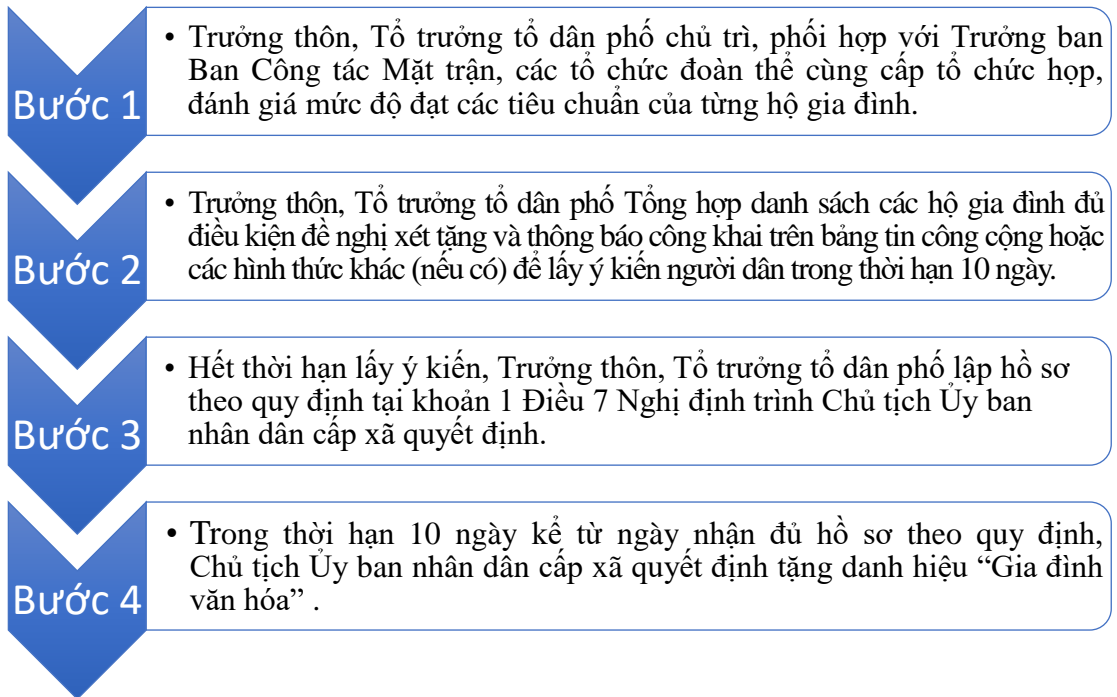 Bước 1
• Trưởng thôn, Tổ trưởng tổ dân phố chủ trì, phối hợp với Trưởng ban
Ban Công tác Mặt trận, các tổ chức đoàn thể cùng cấp tổ chức họp,
đánh giá mức độ đạt các tiêu chuẩn của từng hộ gia đình.
Bước 2
• Trưởng thôn, Tổ trưởng tổ dân phố Tổng hợp danh sách các hộ gia đình đủ
điều kiện đề nghị xét tặng và thông báo công khai trên bảng tin công cộng hoặc
các hình thức khác (nếu có) để lấy ý kiến người dân trong thời hạn 10 ngày.
Bước 3
• Hết thời hạn lấy ý kiến, Trưởng thôn, Tổ trưởng tổ dân phố lập hồ sơ
theo quy định tại khoản 1 Điều 7 Nghị định trình Chủ tịch Ủy ban
nhân dân cấp xã quyết định.
Bước 4
• Trong thời hạn 10 ngày kể từ ngày nhận đủ hồ sơ theo quy định,
Chủ tịch Ủy ban nhân dân cấp xã quyết định tặng danh hiệu “Gia đình
văn hóa” .